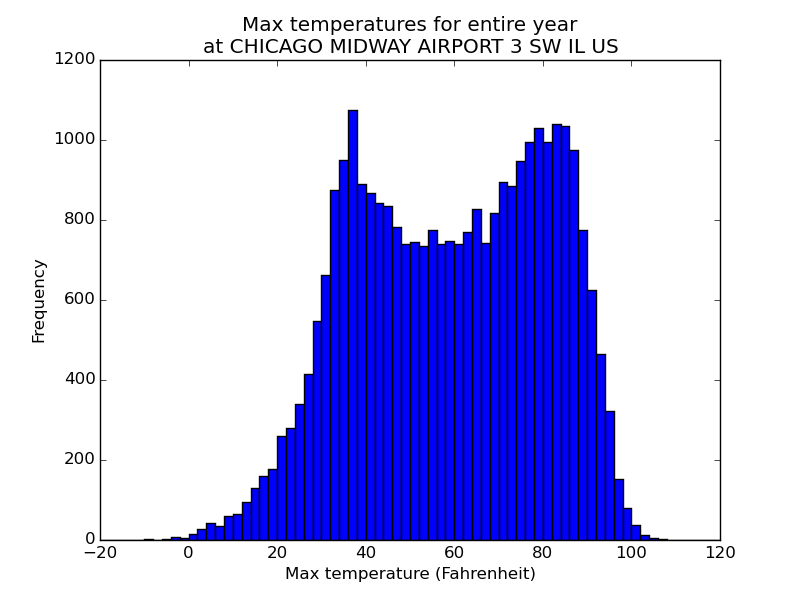 Max temperatures for entire year
at CHICAGO MIDWAY AIRPORT 3 SW IL US
1200
1000
800
600
400
200
0
Frequency
−20 0 20 40 60 80 100 120
Max temperature (Fahrenheit)